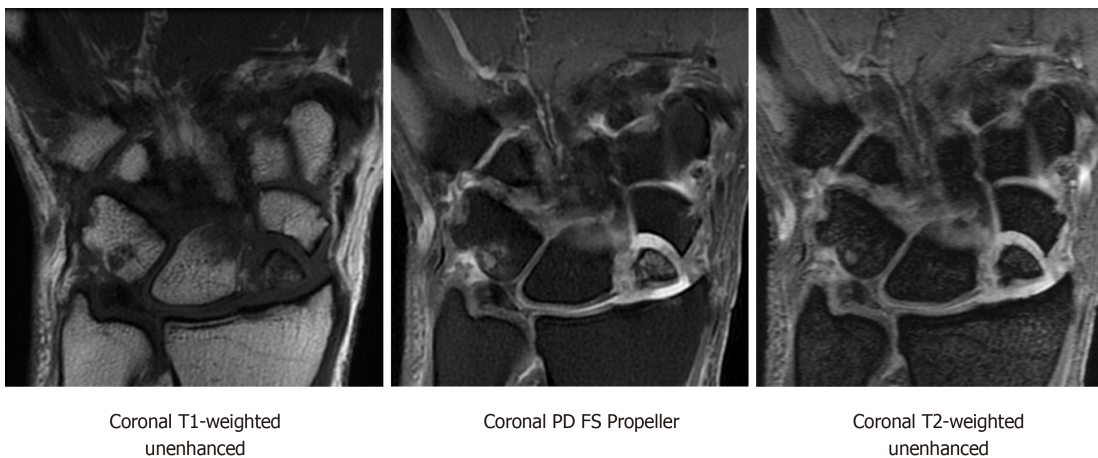 Coronal T1-weighted
unenhanced
Coronal PD FS Propeller
Coronal T2-weighted
unenhanced